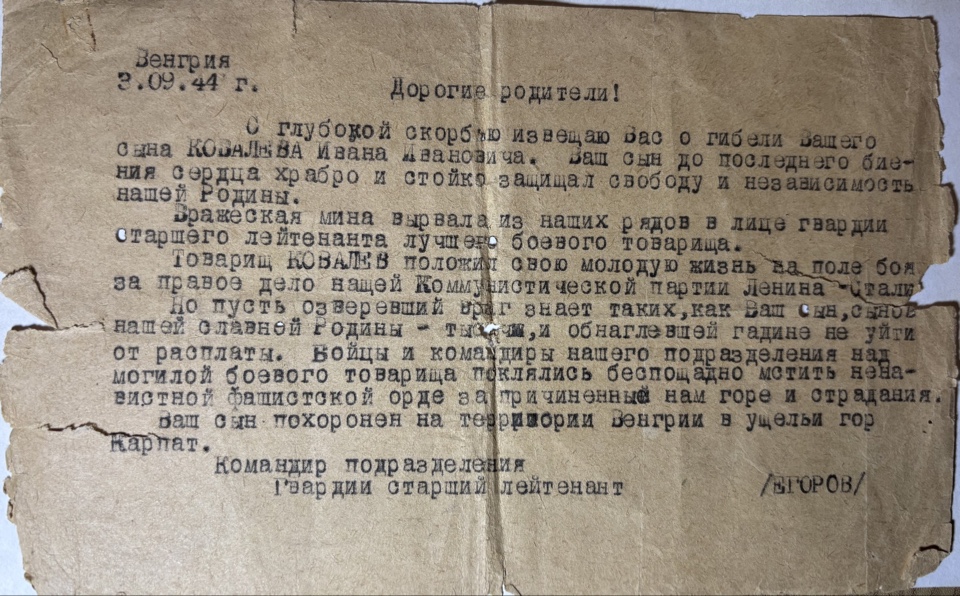 Венгрия
3.09.44 г.
Дорогие родители!
С глубокой скорбью извещаю Вас о гибели Вашего
сына КОВАЛЕВА Ивана Ивановича. Ваш сын до последнего бие-
ния сердца храбро и стойко защищал свободу и независимость
нашей Родины.
Вражеская мина вырвала из наших рядов в лице гвардии
старшего лейтенанта лучшего боевого товарища.
Товарищ КОВАЛЕВ положил свою молодую жизнь на поле боя
за правое дело нащей Коммунистической партии Ленина-Стали
Но пусть озверевший враг знает таких,как Ваш сын,сынов
нашей славней Родины - тысячи,и обнаглевшей гадине не уйти
от расплаты. Бойцы и командиры нашего подразделения над
могилой боевого товарища поклялись беспощадно мстить нена-
вистной фашистской орде за причиненные нам горе и страдания.
Ваш сын похоронен на территории Венгрии в ущельи гор
Карпат.
Командир подразделения
Гвардии старший лейтенант /ЕГОРОВ/